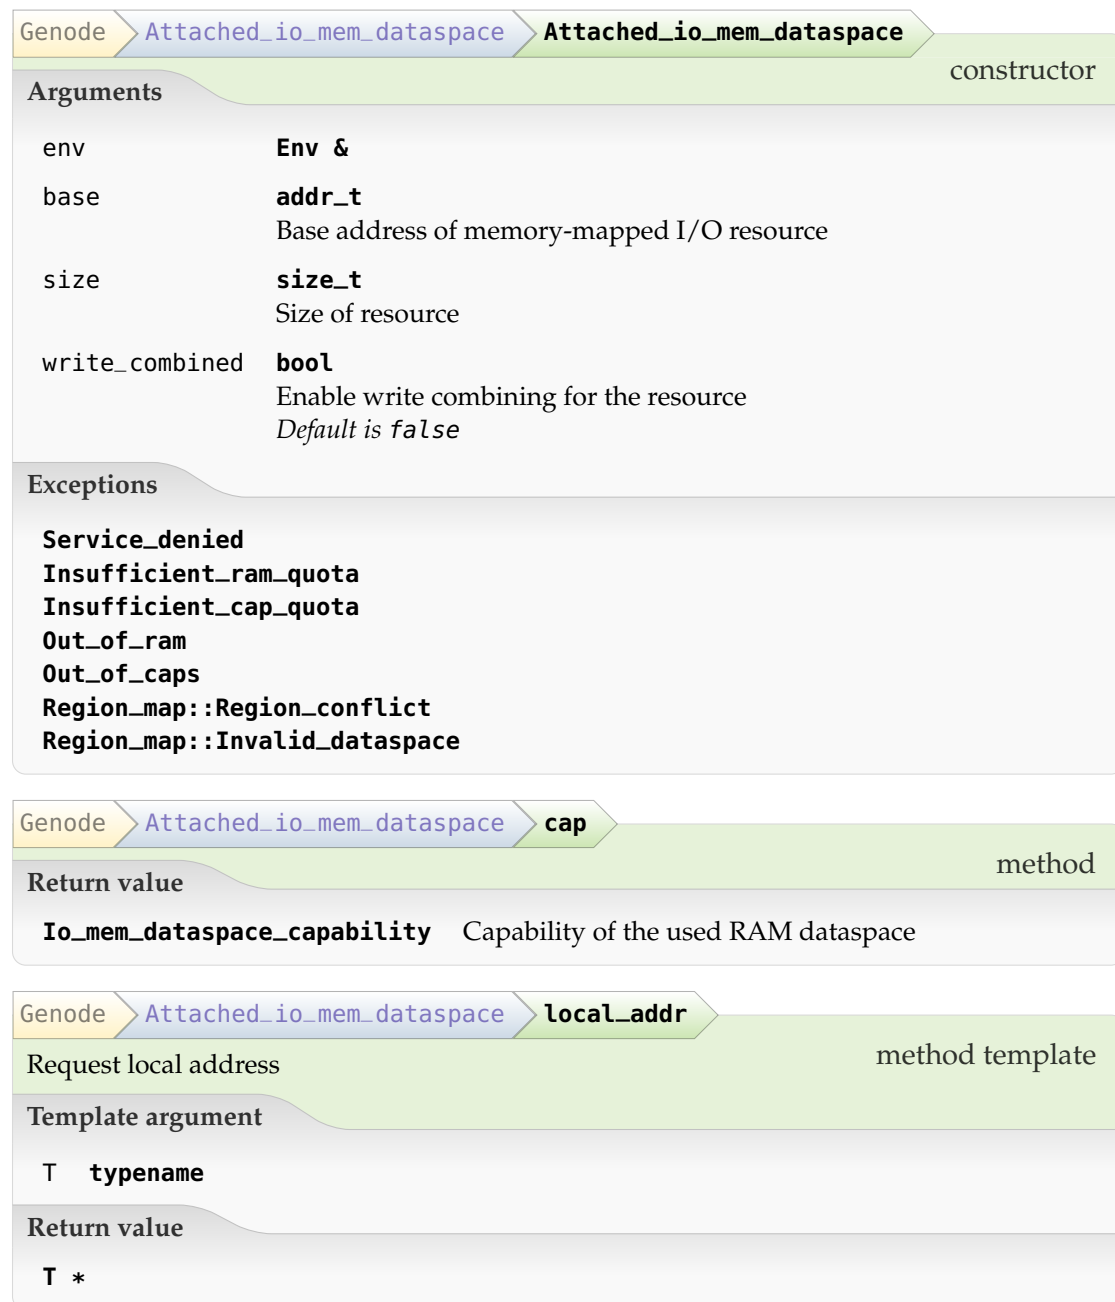 Genode Attached_io_mem_dataspace Attached_io_mem_dataspace
constructor
Arguments
env Env &
base addr_t
Base address of memory-mapped I/O resource
size size_t
Size of resource
write_combined bool
Enable write combining for the resource
Default is false
Exceptions
Service_denied
Insufficient_ram_quota
Insufficient_cap_quota
Out_of_ram
Out_of_caps
Region_map::Region_conflict
Region_map::Invalid_dataspace
Genode Attached_io_mem_dataspace cap
method
Return value
Io_mem_dataspace_capability Capability of the used RAM dataspace
Genode Attached_io_mem_dataspace local_addr
method template
Request local address
Template argument
T typename
Return value
T *